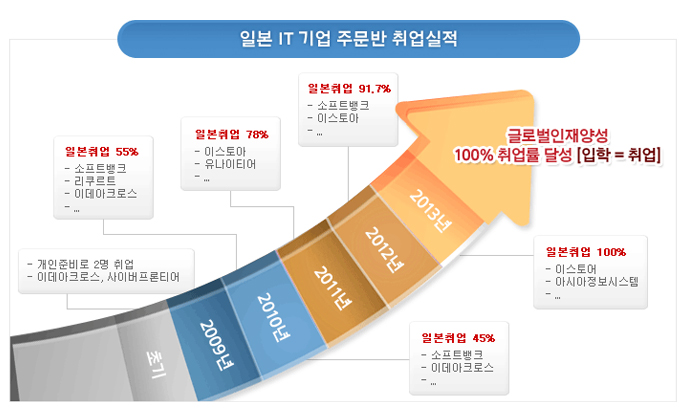 일본 IT 기업 주문반 취업실적
일본취업 91.7%
- 소프트뱅크
- 이스토아
- ...
글로벌인재양성
100% 취업률 달성 [입학 = 취업]
일본취업 78%
- 이스토아
- 유나이티어
- ...
일본취업 55%
- 소프트뱅크
- 리쿠르트
- 이데아크로스
- ...
- 개인준비로 2명 취업
- 이데아크로스, 사이버프론티어
초기
2009년
2010년
2011년
2012년
2013년
일본취업 100%
- 이스토어
- 아시아정보시스템
- ...
일본취업 45%
- 소프트뱅크
- 이데아크로스
- ...